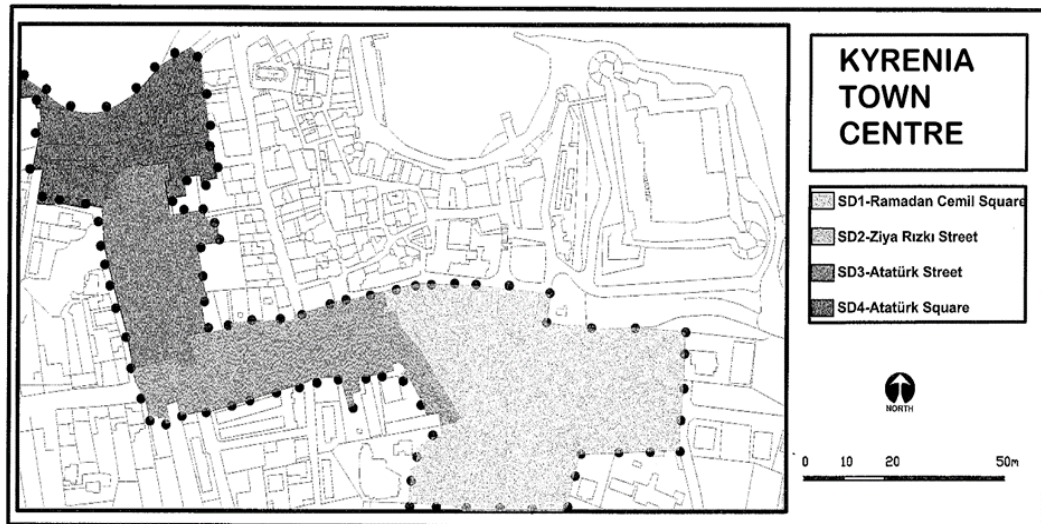 KYRENIA
TOWN
CENTRE
SD1-Ramadan Cemil Square
SD2-Ziya Rızkı Street
SD3-Atatürk Street
SD4-Atatürk Square
NORTH
0 10 20 50m